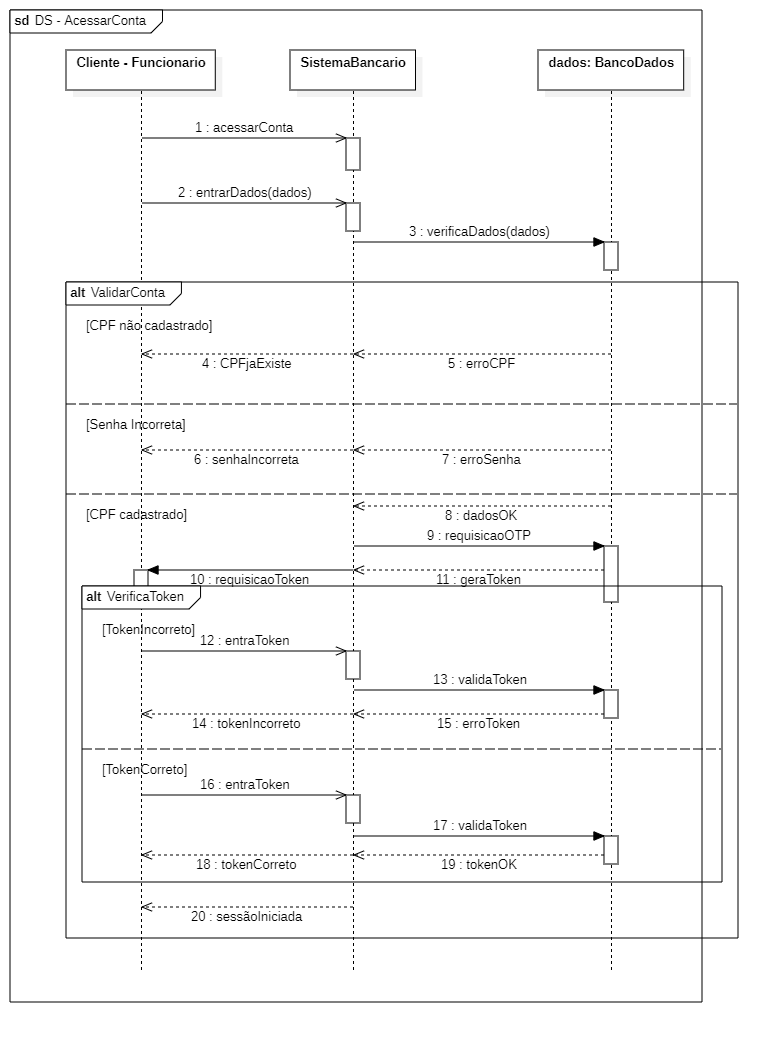 sd DS - AcessarConta
Cliente - Funcionario
SistemaBancario
dados: BancoDados
1 : acessarConta
2 : entrarDados(dados)
3 : verificaDados(dados)
alt ValidarConta
[CPF não cadastrado]
4 : CPFjaExiste
5 : erroCPF
[Senha Incorreta]
6 : senhaIncorreta
7 : erroSenha
[CPF cadastrado]
8 : dadosOK
9 : requisicaoOTP
10 : requisicaoToken
11 : geraToken
alt VerificaToken
[TokenIncorreto]
12 : entraToken
13 : validaToken
14 : tokenIncorreto
15 : erroToken
[TokenCorreto]
16 : entraToken
17 : validaToken
18 : tokenCorreto
19 : tokenOK
20 : sessãoIniciada